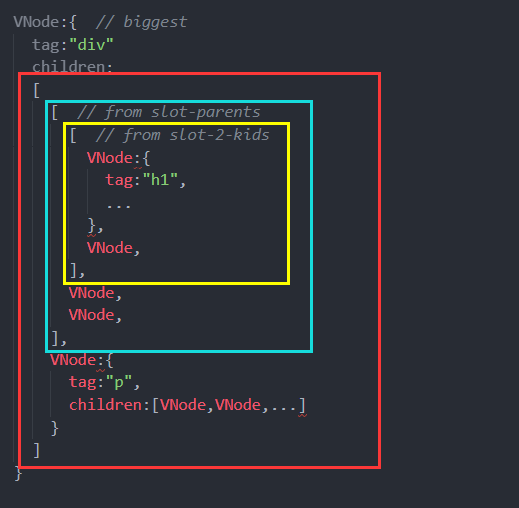 VNode:{  // biggest
  tag:"div"
  children:
  [
    [  // from slot-parents
      [  // from slot-2-kids
        VNode:{
          tag:"h1",
          ...
        },
        VNode,
      ],
      VNode,
      VNode,
    ],
    VNode:{
      tag:"p",
      children:[VNode,VNode,...]
    }
  ]
}